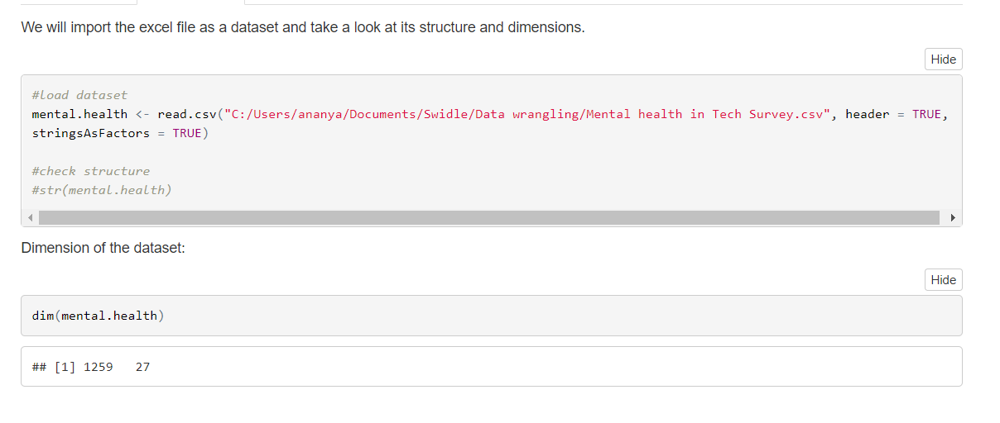 We will import the excel file as a dataset and take a look at its structure and dimensions.
Hide
#load dataset
mental.health <- read.csv("C:/Users/ananya/Documents/Swidle/Data wrangling/Mental health in Tech Survey.csv", header = TRUE,
stringsAsFactors = TRUE)
#check structure
#str(mental.health)
Dimension of the dataset:
Hide
dim(mental.health)
## [1] 1259   27